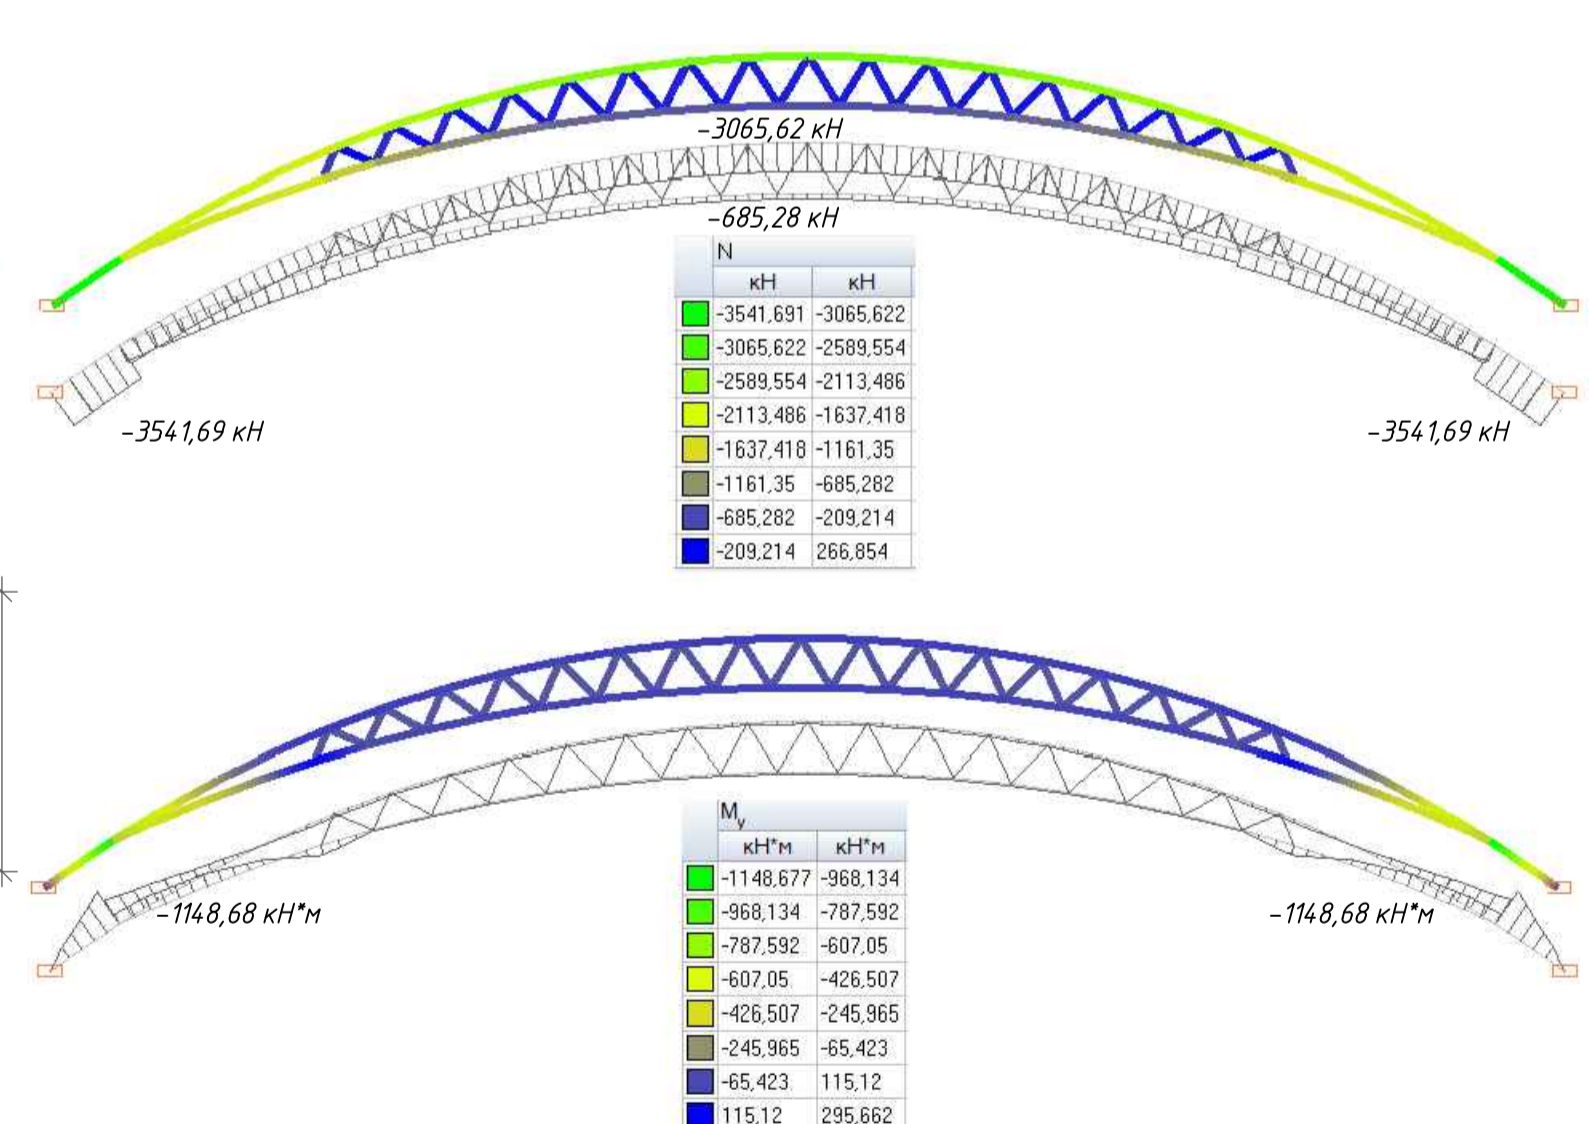 -3065,62 кН
-685,28 кН
N
кН кН
-3541,691 -3065,622
-3065,622 -2589,554
-2589,554 -2113,486
-2113,486 -1637,418
-1637,418 -1161,35
-1161,35 -685,282
-685,282 -209,214
-209,214 266,854
-3541,69 кН
-3541,69 кН
My
кН*м кН*м
-1148,677 -968,134
-968,134 -787,592
-787,592 -607,05
-607,05 -426,507
-426,507 -245,965
-245,965 -65,423
-65,423 115,12
115,12 295,662
-1148,68 кН*м
-1148,68 кН*м